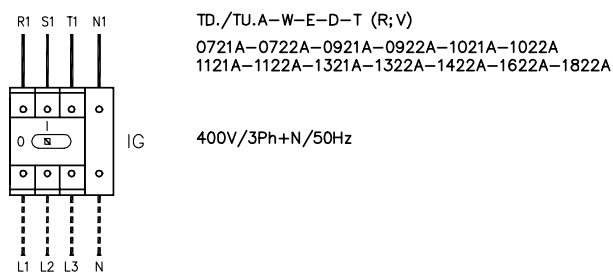 R1 S1 T1 N1
TD./TU.A-W-E-D-T (R;V)
0721A-0722A-0921A-0922A-1021A-1022A
1121A-1122A-1321A-1322A-1422A-1622A-1822A
I
0
IG
400V/3Ph+N/50Hz
L1 L2 L3 N